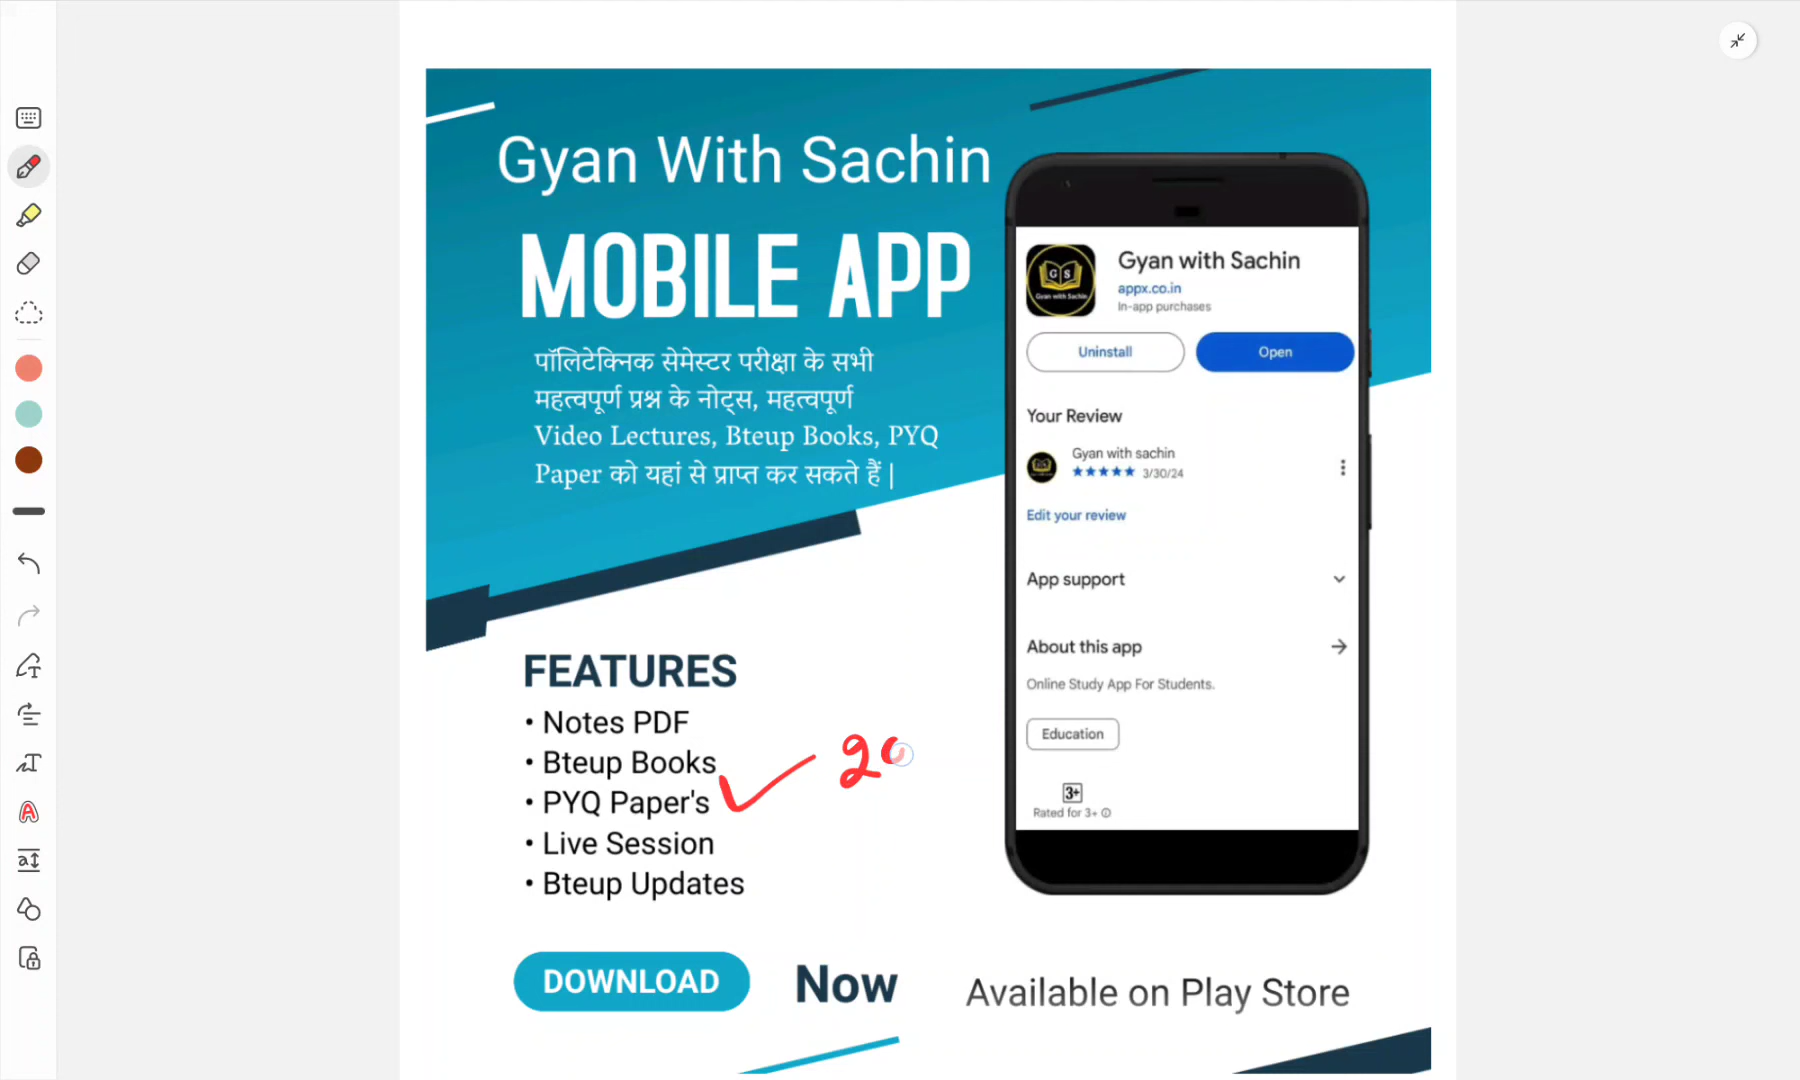 Gyan With Sachin
MOBILE APP
पॉलिटेक्निक सेमेस्टर परीक्षा के सभी
महत्वपूर्ण प्रश्न के नोट्स, महत्वपूर्ण
Video Lectures, Bteup Books, PYQ
Paper को यहां से प्राप्त कर सकते हैं |
FEATURES
• Notes PDF
• Bteup Books
• PYQ Paper's
• Live Session
• Bteup Updates
DOWNLOAD Now
Available on Play Store
GS
Gyan with Sachin
Gyan with Sachin
appx.co.in
In-app purchases
Uninstall
Open
Your Review
Gyan with sachin
★★★★★ 3/30/24
Edit your review
App support
About this app
Online Study App For Students.
Education
3+
Rated for 3+